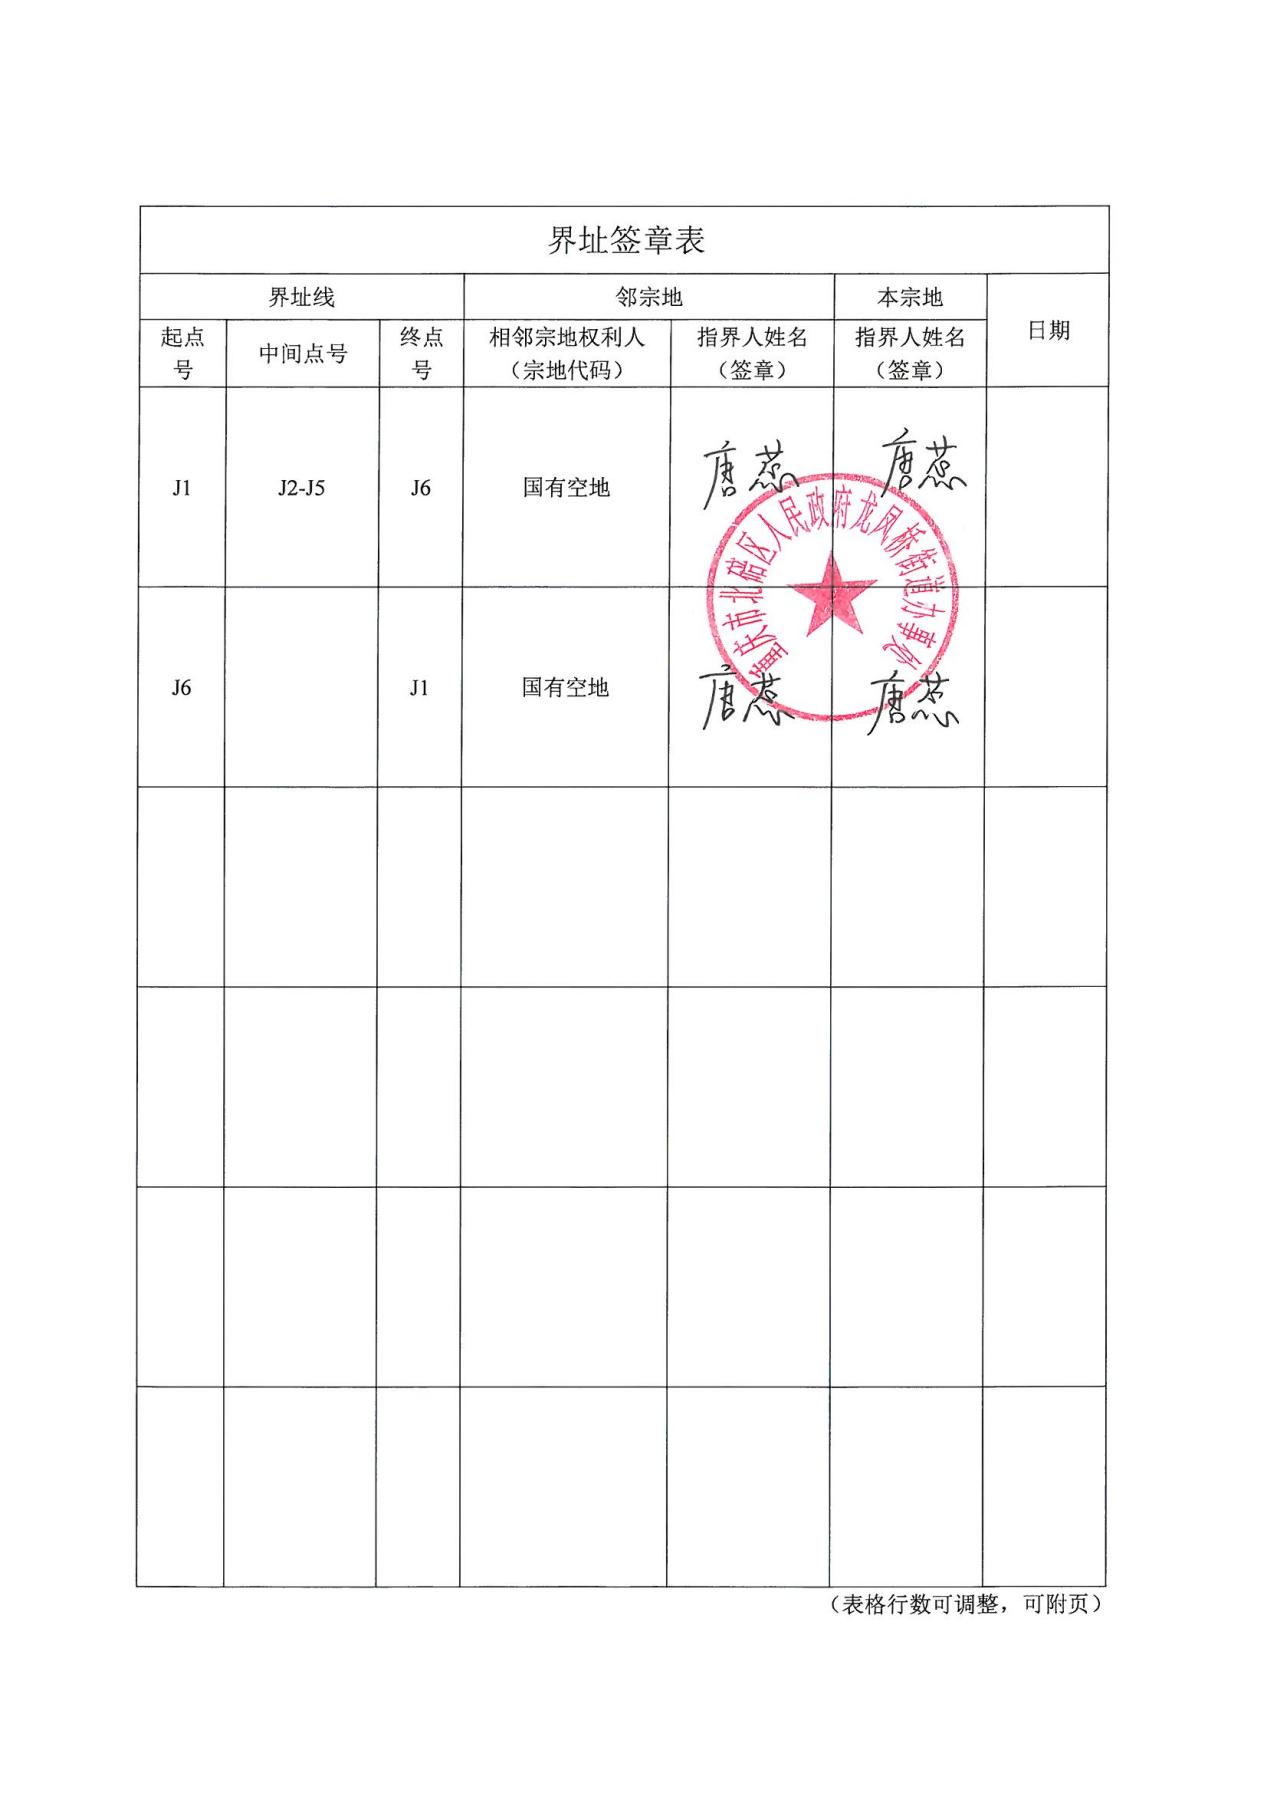 界址签章表
界址线 邻宗地 本宗地 日期
起点号 中间点号 终点号 相邻宗地权利人（宗地代码） 指界人姓名（签章） 指界人姓名（签章）
J1 J2-J5 J6 国有空地 唐蕊 唐蕊
重庆市北碚区人民政府龙凤桥街道办事处
J6 J1 国有空地 唐蕊 唐蕊
（表格行数可调整，可附页）